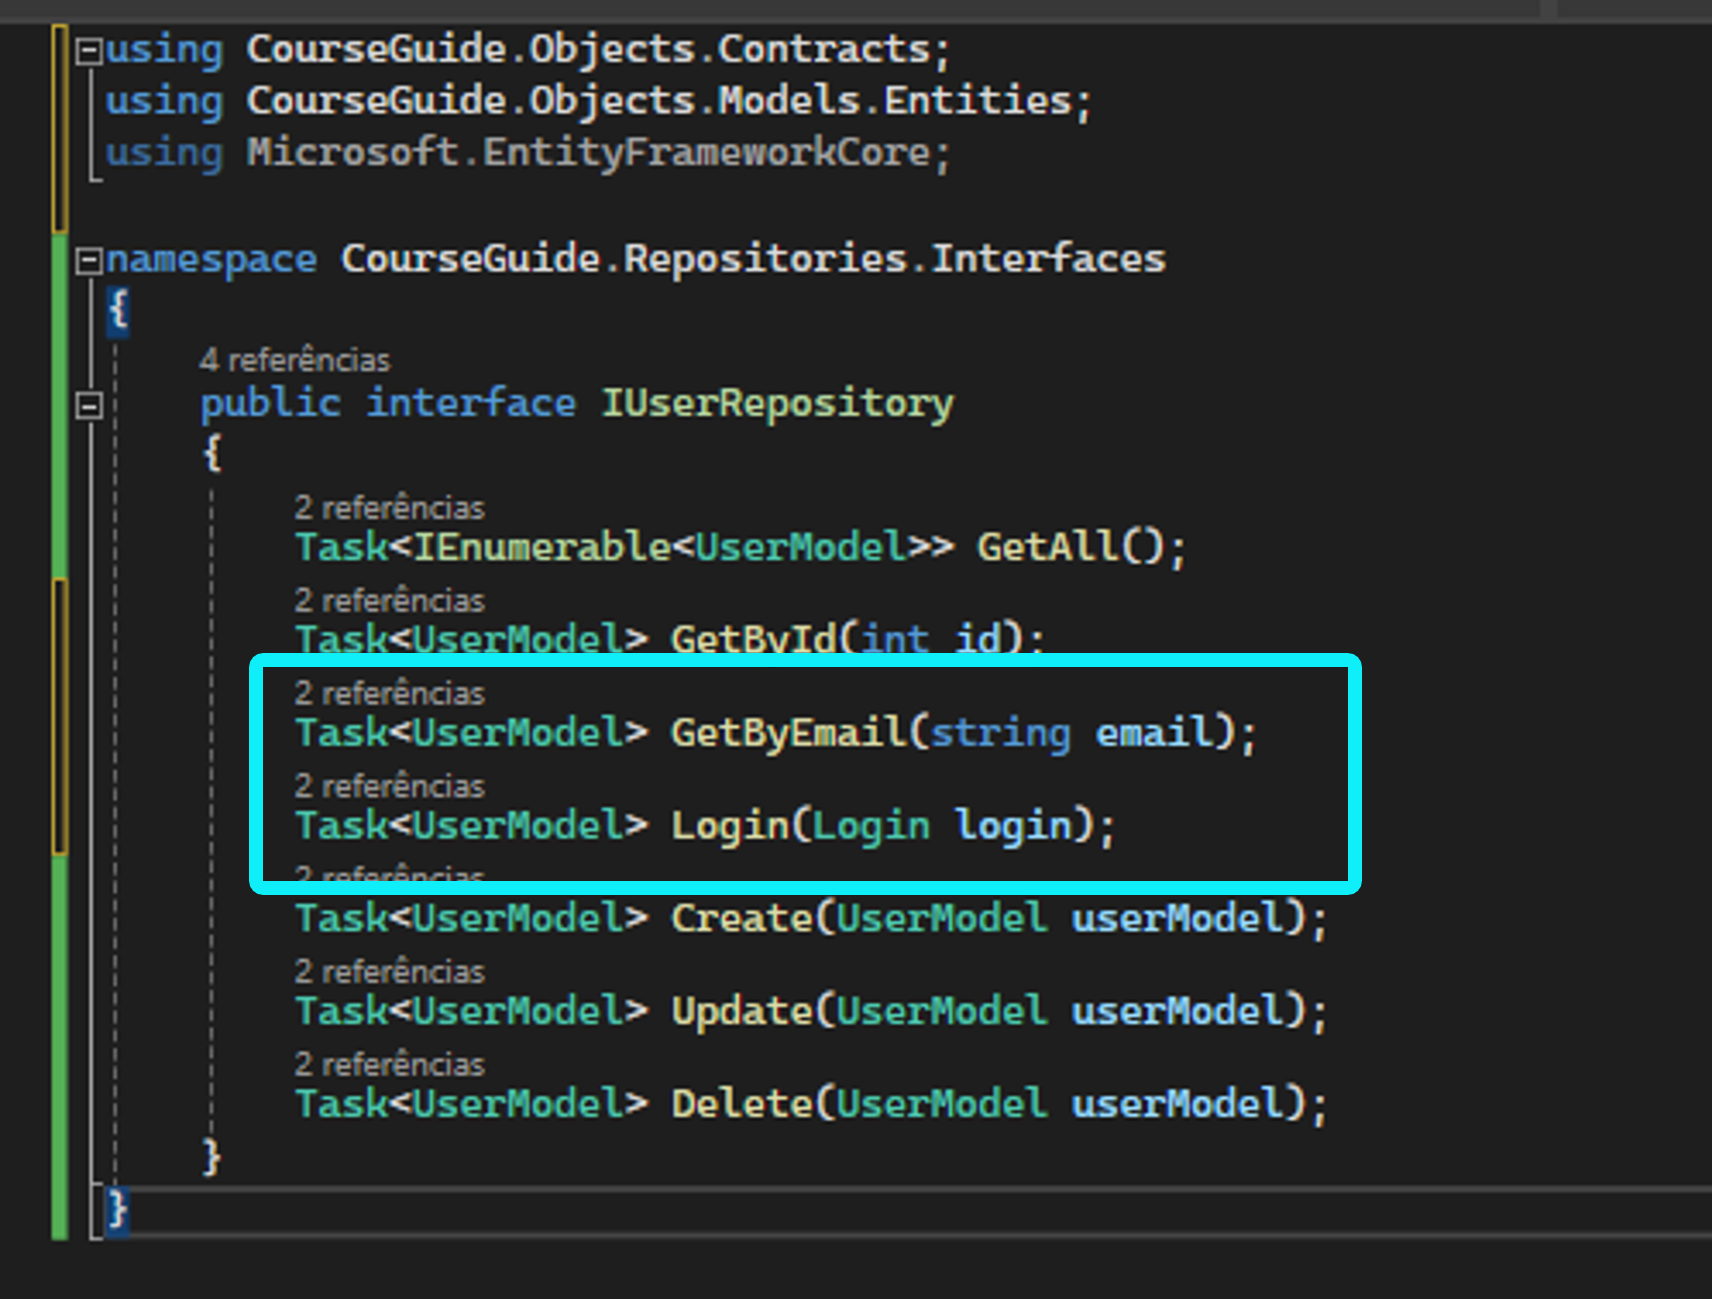 using CourseGuide.Objects.Contracts;
using CourseGuide.Objects.Models.Entities;
using Microsoft.EntityFrameworkCore;
namespace CourseGuide.Repositories.Interfaces
{
4 referências
public interface IUserRepository
{
2 referências
Task<IEnumerable<UserModel>> GetAll();
2 referências
Task<UserModel> GetById(int id);
2 referências
Task<UserModel> GetByEmail(string email);
2 referências
Task<UserModel> Login(Login login);
2 referências
Task<UserModel> Create(UserModel userModel);
2 referências
Task<UserModel> Update(UserModel userModel);
2 referências
Task<UserModel> Delete(UserModel userModel);
}
}